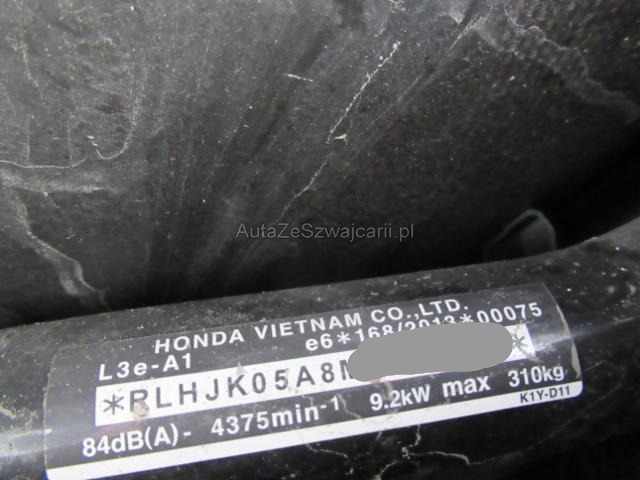 AutaZeSzwajcarii.pl
HONDA VIETNAM CO.,LTD.
L3e-A1 e6*168/2013*00075
*RLHJK05A8M *
84dB(A)- 4375min-1 9.2kW max 310kg
K1Y-D11